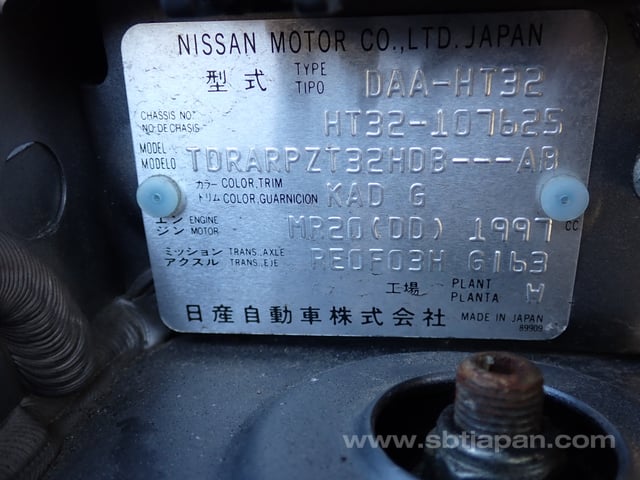 NISSAN MOTOR CO.,LTD. JAPAN
型式 TYPE TIPO DAA-HT32
CHASSIS NO?
NO DE CHASIS HT32-107625
MODEL
MODELO TDRARPZT32HDB---AB
カラー COLOR,TRIM
トリム COLOR,GUARNICION KAD G
エン ENGINE
ジン MOTOR MR20(DD) 1997 CC
ミッション TRANS.AXLE
アクスル TRANS.EJE RE0F03H G163
工場 PLANT PLANTA A
日産自動車株式会社 MADE IN JAPAN
89909
www.sbtjapan.com